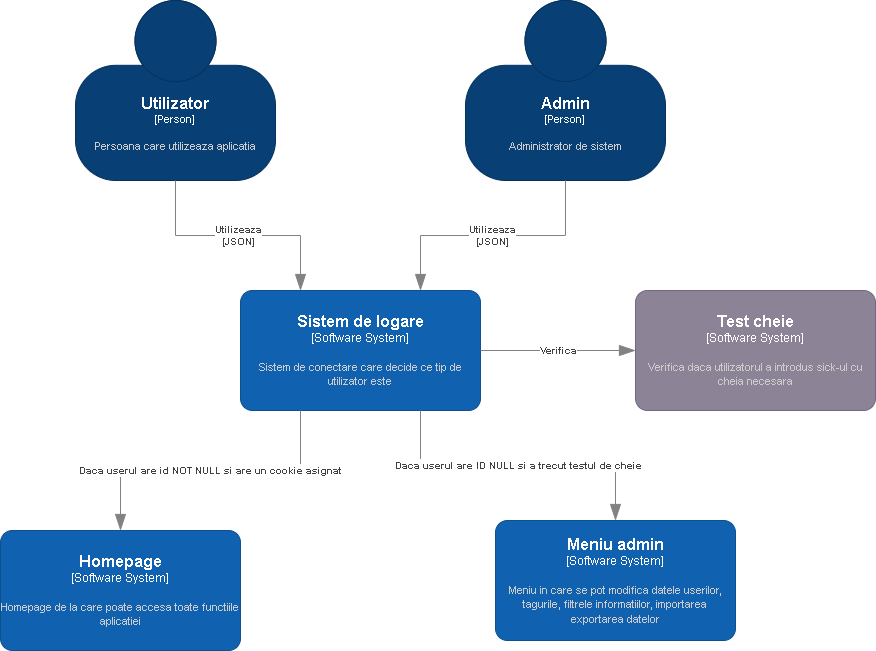 Utilizator
[Person]
Persoana care utilizeaza aplicatia
Admin
[Person]
Administrator de sistem
Utilizeaza
[JSON]
Utilizeaza
[JSON]
Sistem de logare
[Software System]
Sistem de conectare care decide ce tip de
utilizator este
Verifica
Test cheie
[Software System]
Verifica daca utilizatorul a introdus sick-ul cu
cheia necesara
Daca userul are id NOT NULL si are un cookie asignat
Daca userul are ID NULL si a trecut testul de cheie
Homepage
[Software System]
Homepage de la care poate accesa toate functiile
aplicatiei
Meniu admin
[Software System]
Meniu in care se pot modifica datele userilor,
tagurile, filtrele informatiilor, importarea
exportarea datelor